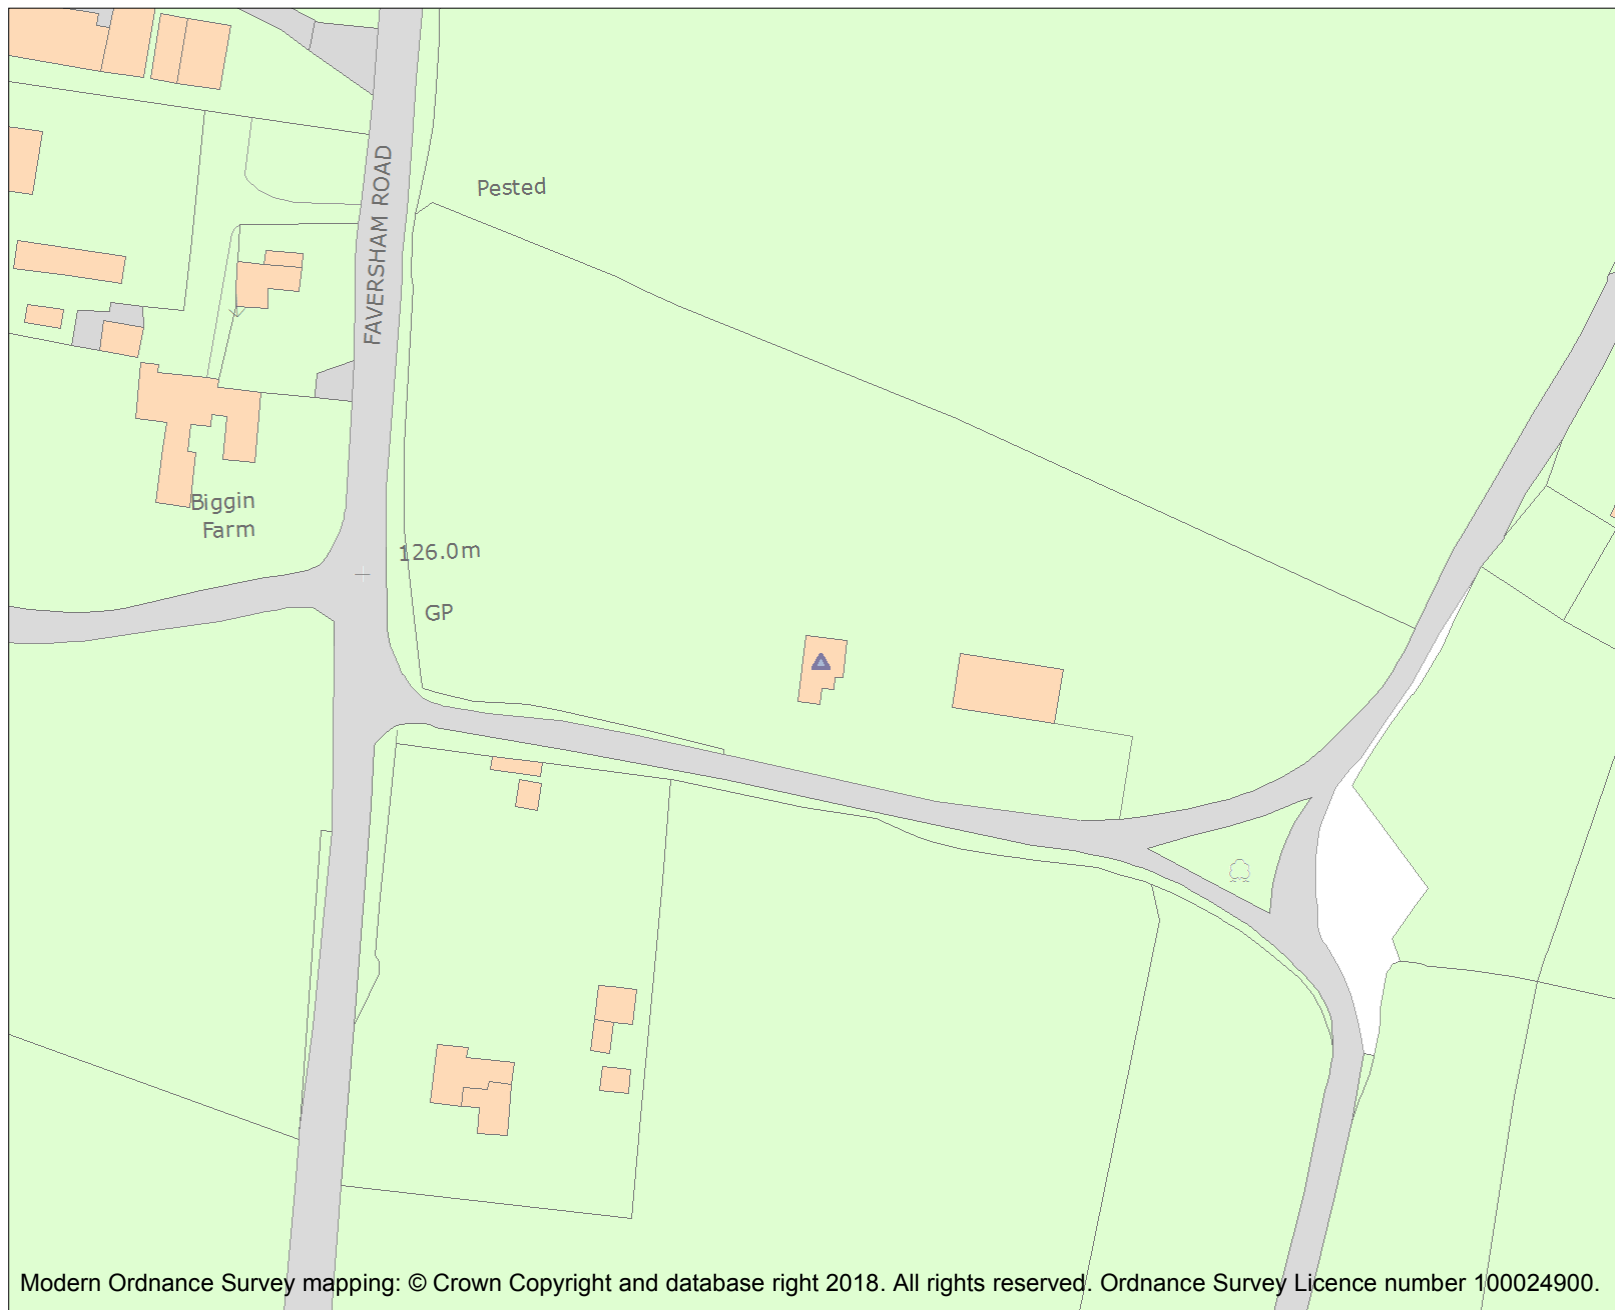 Pested
FAVERSHAM ROAD
Biggin
Farm
126.0m
GP
Modern Ordnance Survey mapping: © Crown Copyright and database right 2018. All rights reserved. Ordnance Survey Licence number 100024900.